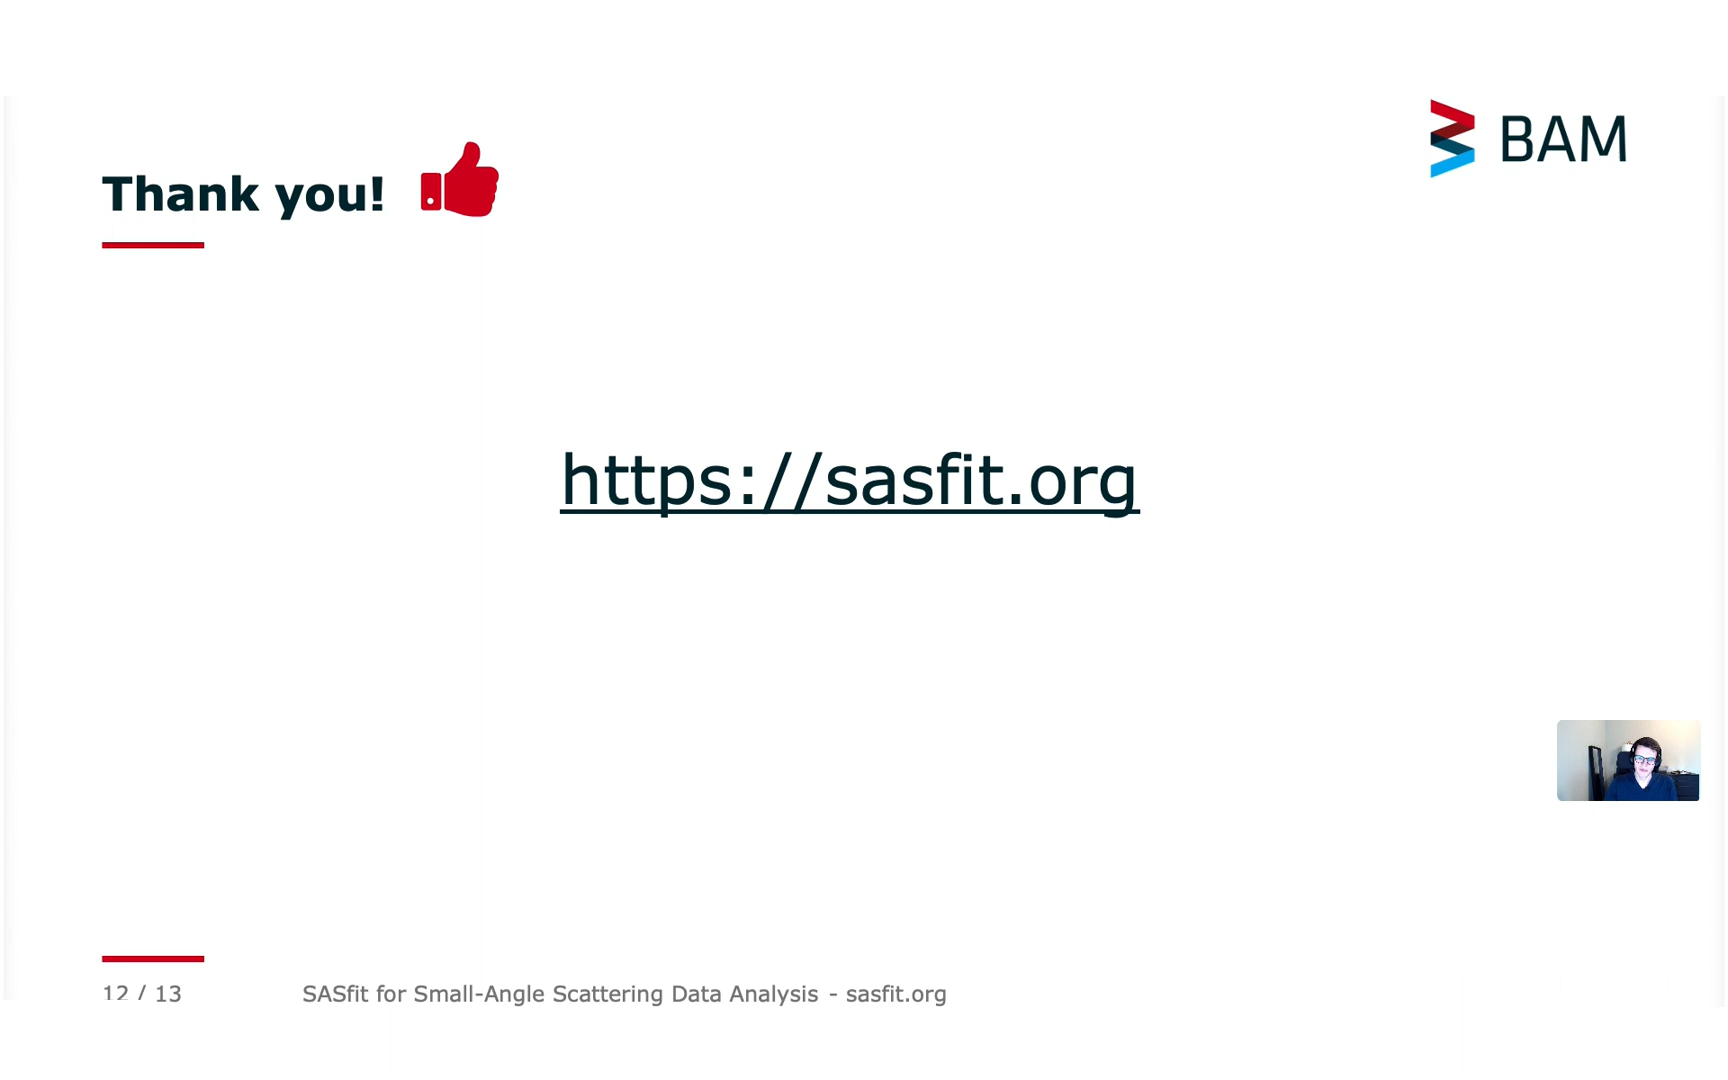 BAM
Thank you!
https://sasfit.org
12 / 13
SASfit for Small-Angle Scattering Data Analysis - sasfit.org